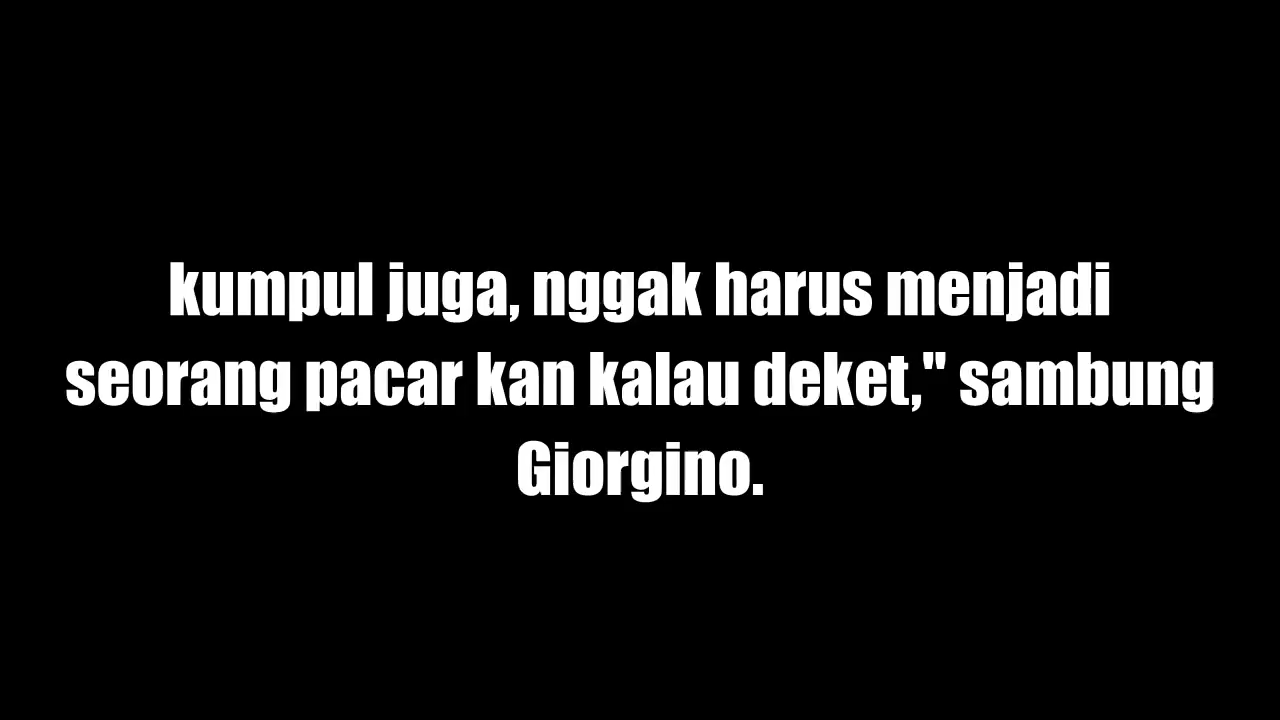 kumpul juga, nggak harus menjadi
seorang pacar kan kalau deket," sambung
Giorgino.